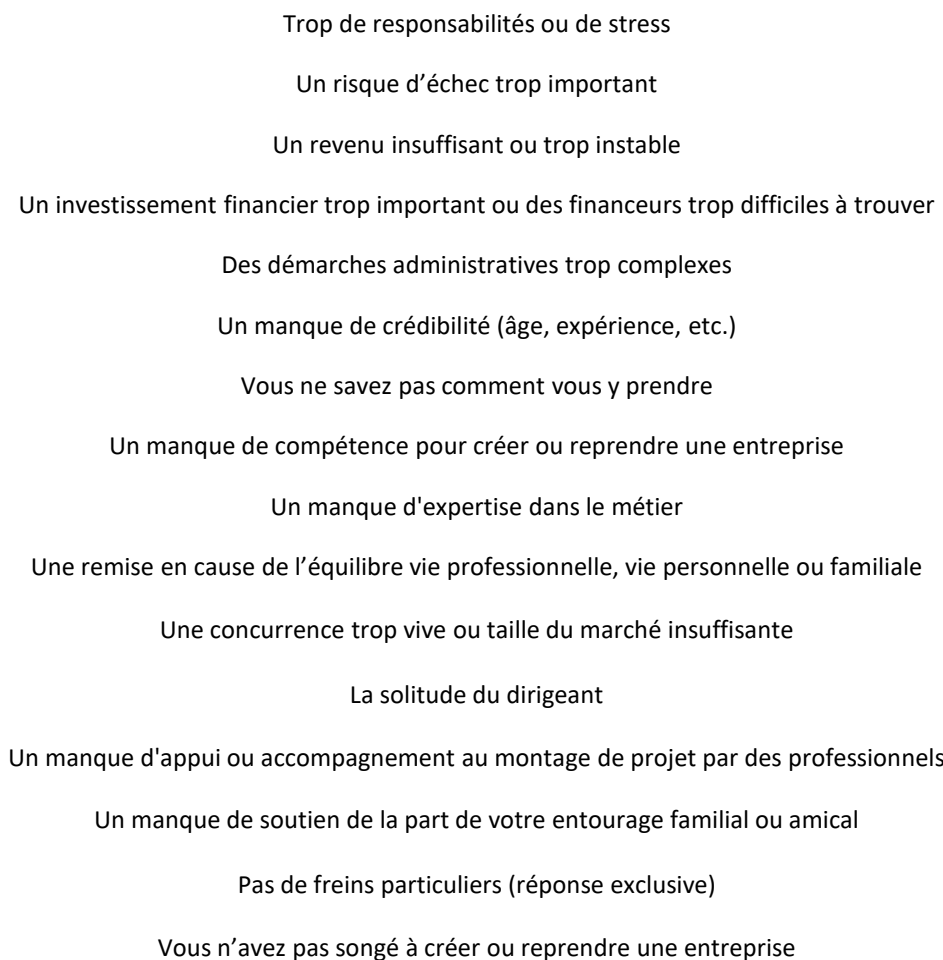 Trop de responsabilités ou de stress
Un risque d’échec trop important
Un revenu insuffisant ou trop instable
Un investissement financier trop important ou des financeurs trop difficiles à trouver
Des démarches administratives trop complexes
Un manque de crédibilité (âge, expérience, etc.)
Vous ne savez pas comment vous y prendre
Un manque de compétence pour créer ou reprendre une entreprise
Un manque d'expertise dans le métier
Une remise en cause de l’équilibre vie professionnelle, vie personnelle ou familiale
Une concurrence trop vive ou taille du marché insuffisante
La solitude du dirigeant
Un manque d'appui ou accompagnement au montage de projet par des professionnels
Un manque de soutien de la part de votre entourage familial ou amical
Pas de freins particuliers (réponse exclusive)
Vous n’avez pas songé à créer ou reprendre une entreprise